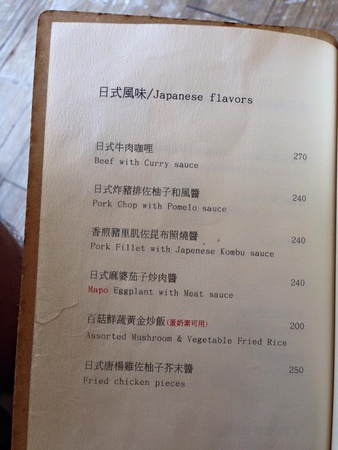 日式風味/Japanese flavors
日式牛肉咖哩 270
Beef with Curry sauce
日式炸豬排佐柚子和風醬 240
Pork Chop with Pomelo sauce
香煎豬里肌佐昆布照燒醬 240
Pork Fillet with Japanese Kombu sauce
日式麻婆茄子炒肉醬 240
Mapo Eggplant with Meat sauce
百菇鮮蔬黃金炒飯(蛋奶素可用) 200
Assorted Mushroom & Vegetable Fried Rice
日式唐楊雞佐柚子芥末醬 250
Fried chicken pieces